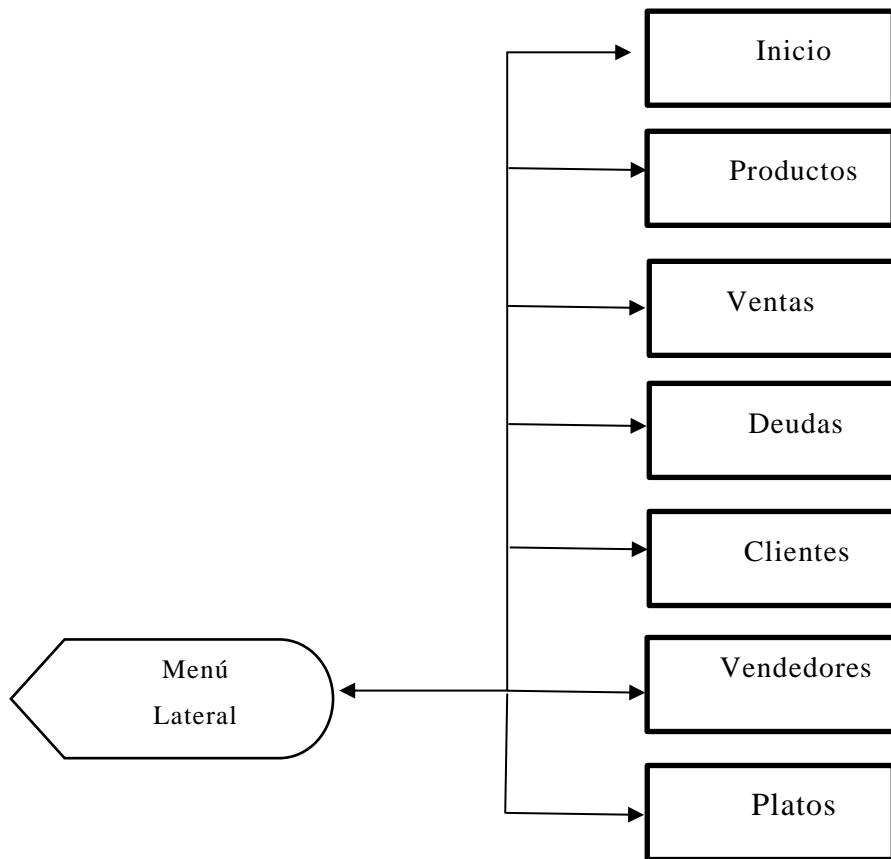 Inicio
Productos
Ventas
Deudas
Clientes
Menú
Lateral
Vendedores
Platos